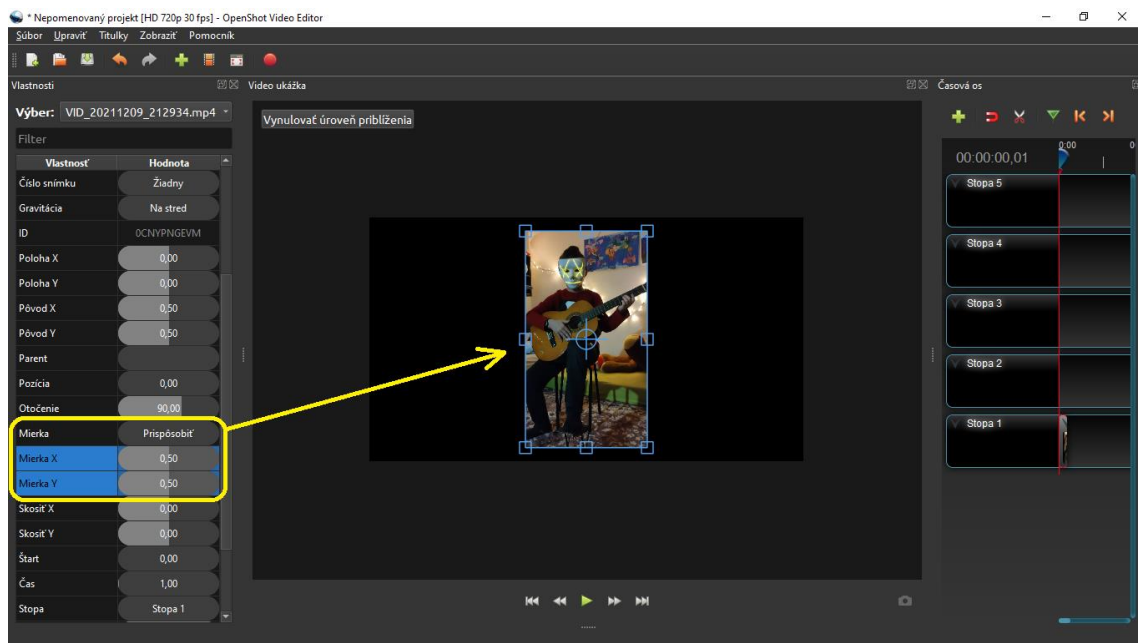 * Nepomenovaný projekt [HD 720p 30 fps] - OpenShot Video Editor
Súbor Upraviť Titulky Zobraziť Pomocník
Vlastnosti
Video ukážka
Časová os
Výber: VID_20211209_212934.mp4
Vynulovať úroveň priblíženia
Filter
Vlastnosť Hodnota
Číslo snímku Žiadny
Gravitácia Na stred
ID 0CNYPNGEVM
Poloha X 0,00
Poloha Y 0,00
Pôvod X 0,50
Pôvod Y 0,50
Parent
Pozícia 0,00
Otočenie 90,00
Mierka Prispôsobiť
Mierka X 0,50
Mierka Y 0,50
Skosiť X 0,00
Skosiť Y 0,00
Štart 0,00
Čas 1,00
Stopa Stopa 1
00:00:00,01
0:00
Stopa 5
Stopa 4
Stopa 3
Stopa 2
Stopa 1